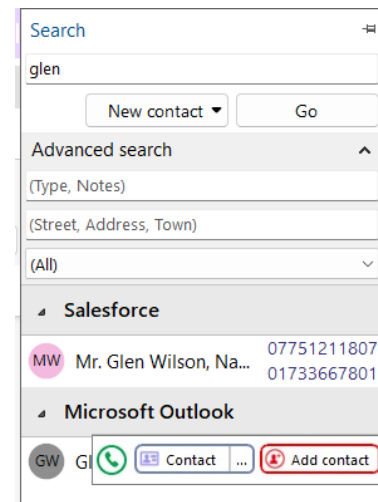 Search
glen
New contact
Go
Advanced search
(Type, Notes)
(Street, Address, Town)
(All)
Salesforce
MW
Mr. Glen Wilson, Na...
07751211807
01733667801
Microsoft Outlook
GW
Contact
...
Add contact